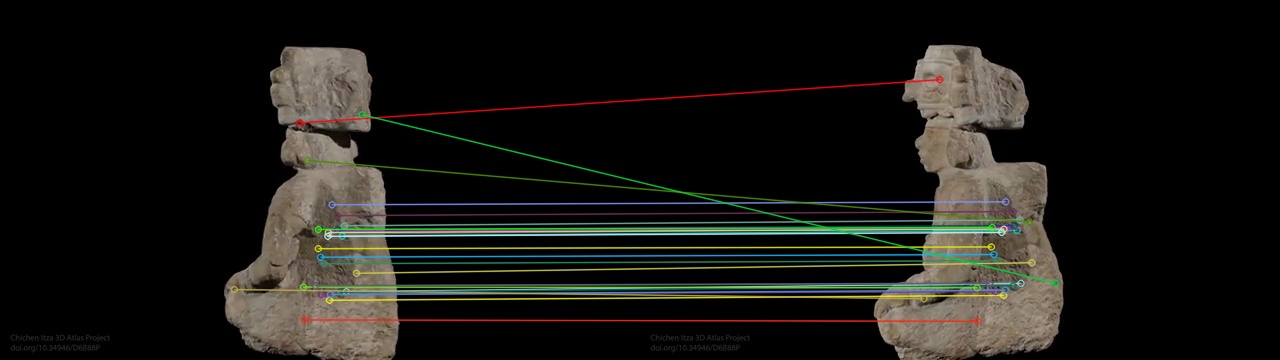 Chichen Itza 3D Atlas Project
doi.org/10.34946/D6B88P
Chichen Itza 3D Atlas Project
doi.org/10.34946/D6B88P